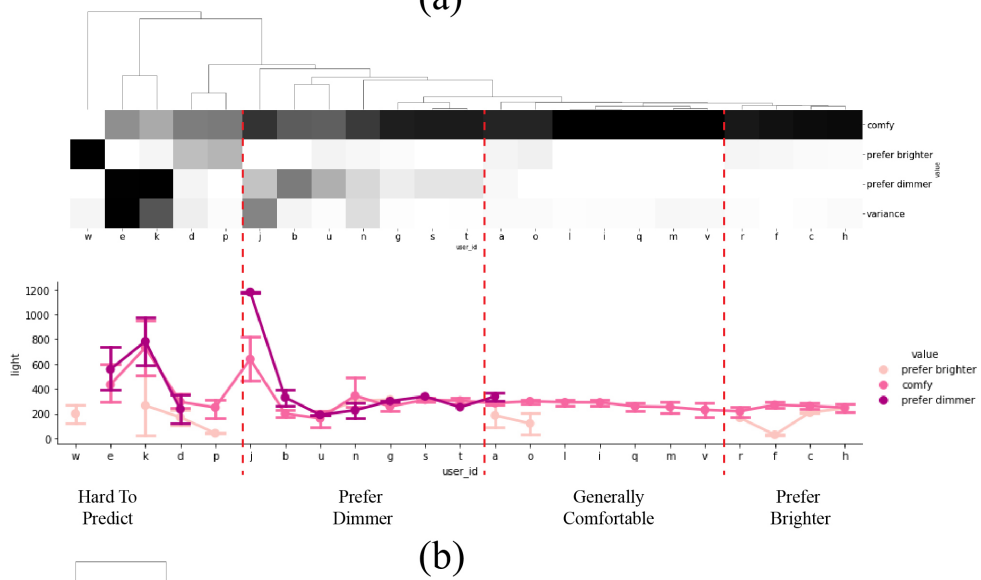 (a)
comfy
prefer brighter
value
prefer dimmer
variance
w e k d p j b u n g s t a o l i q m v r f c h
user_id
1200
1000
800
600
400
200
0
light
value
prefer brighter
comfy
prefer dimmer
w e k d p j b u n g s t a o l i q m v r f c h
user_id
Hard To
Predict
Prefer
Dimmer
Generally
Comfortable
Prefer
Brighter
(b)